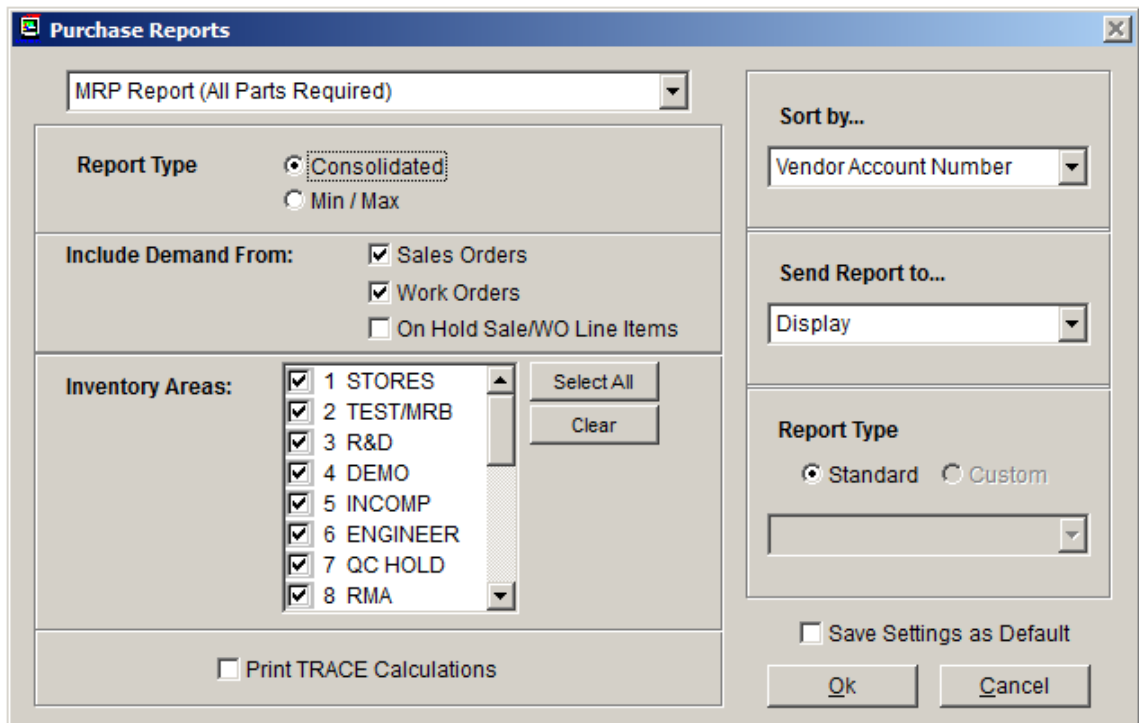 Purchase Reports
MRP Report (All Parts Required)
Report Type
Consolidated
Min / Max
Include Demand From:
Sales Orders
Work Orders
On Hold Sale/WO Line Items
Inventory Areas:
1 STORES
2 TEST/MRB
3 R&D
4 DEMO
5 INCOMP
6 ENGINEER
7 QC HOLD
8 RMA
Select All
Clear
Print TRACE Calculations
Sort by...
Vendor Account Number
Send Report to...
Display
Report Type
Standard Custom
Save Settings as Default
Ok Cancel